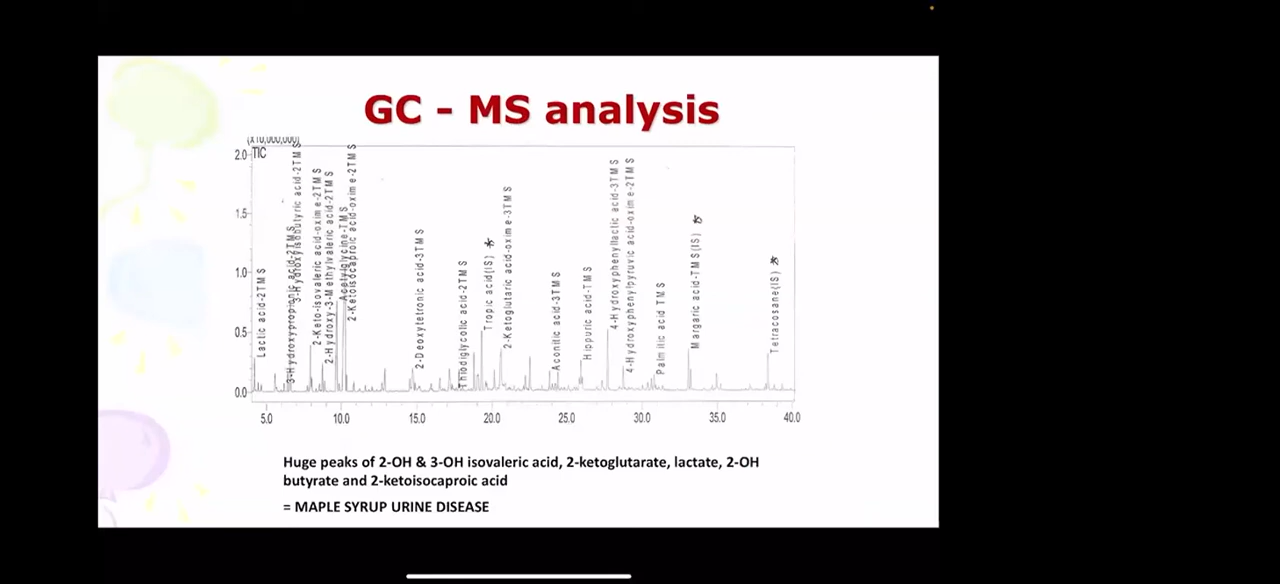 GC - MS analysis
(x10,000,000)
2.0
TIC
1.5
1.0
0.5
0.0
Lactic acid-2TMS
3-Hydroxypropionic acid-2TMS
3-Hydroxyisobutyric acid-2TMS
2-Keto-isovaleric acid-oxime-2TMS
2-Hydroxy-3-Methylvaleric acid-2TMS
Acetylglycine-TMS
2-Ketoisocaproic acid-oxime-2TMS
2-Deoxytetronic acid-3TMS
Thiodiglycolic acid-2TMS
Tropic acid(IS) *
2-Ketoglutaric acid-oxime-3TMS
Aconitic acid-3TMS
Hippuric acid-TMS
4-Hydroxyphenyllactic acid-3TMS
4-Hydroxyphenylpyruvic acid-oxime-2TMS
Palmitic acid TMS
Margaric acid-TMS(IS) *
Tetracosane(IS) *
5.0 10.0 15.0 20.0 25.0 30.0 35.0 40.0
Huge peaks of 2-OH & 3-OH isovaleric acid, 2-ketoglutarate, lactate, 2-OH
butyrate and 2-ketoisocaproic acid
= MAPLE SYRUP URINE DISEASE